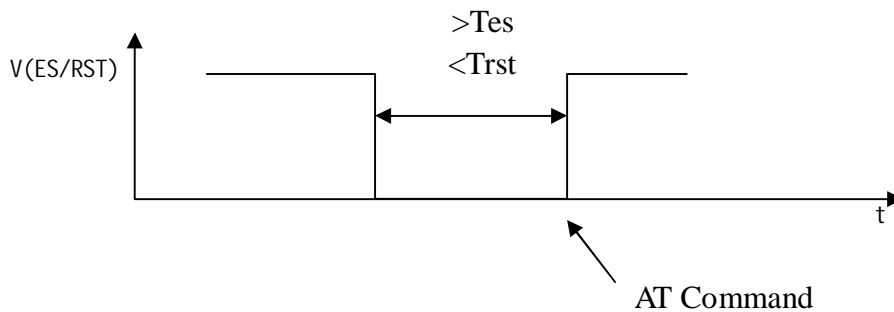 >Tes
<Trst
V(ES/RST)
t
AT Command